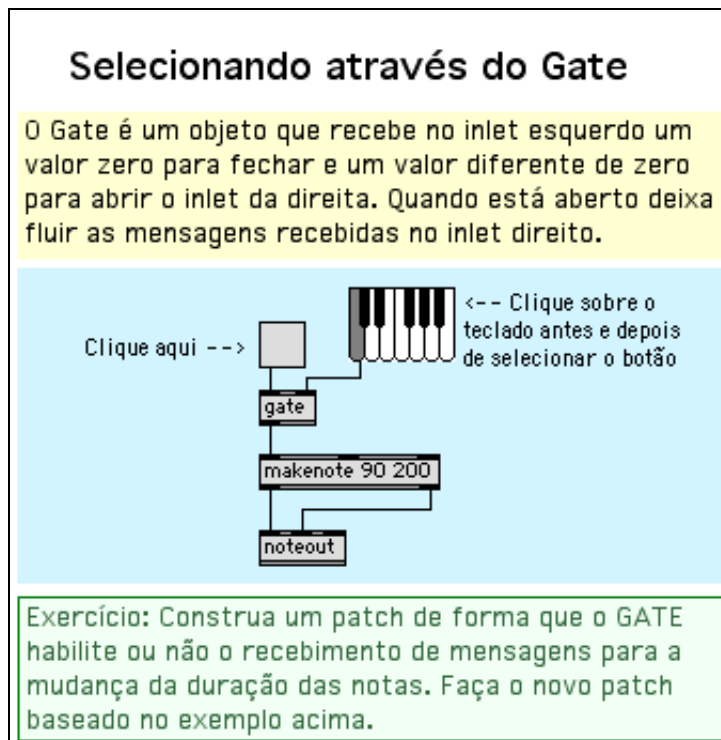 Selecionando através do Gate
O Gate é um objeto que recebe no inlet esquerdo um
valor zero para fechar e um valor diferente de zero
para abrir o inlet da direita. Quando está aberto deixa
fluir as mensagens recebidas no inlet direito.
Clique aqui -->
<-- Clique sobre o
teclado antes e depois
de selecionar o botão
gate
makenote 90 200
noteout
Exercício: Construa um patch de forma que o GATE
habilite ou não o recebimento de mensagens para a
mudança da duração das notas. Faça o novo patch
baseado no exemplo acima.